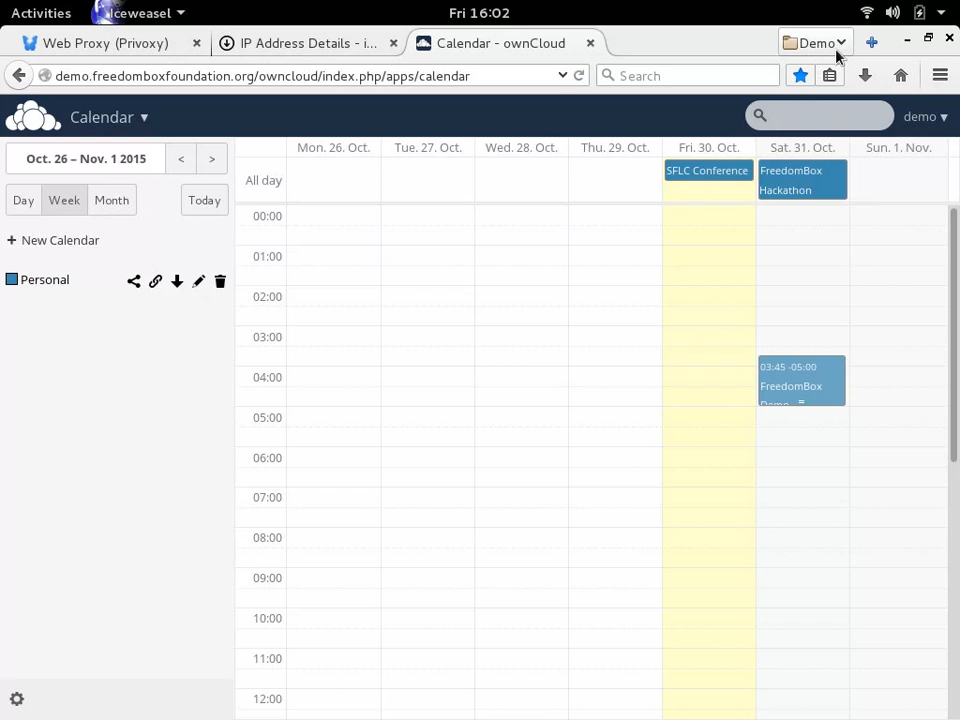 Activities
Iceweasel
Fri 16:02
Web Proxy (Privoxy)
IP Address Details - i...
Calendar - ownCloud
Demo
demo.freedomboxfoundation.org/owncloud/index.php/apps/calendar
Search
Calendar
demo
Oct. 26 – Nov. 1 2015
<
>
Day
Week
Month
Today
+ New Calendar
Personal
Mon. 26. Oct.
Tue. 27. Oct.
Wed. 28. Oct.
Thu. 29. Oct.
Fri. 30. Oct.
Sat. 31. Oct.
Sun. 1. Nov.
All day
SFLC Conference
FreedomBox
Hackathon
00:00
01:00
02:00
03:00
03:45 -05:00
FreedomBox
Demo
04:00
05:00
06:00
07:00
08:00
09:00
10:00
11:00
12:00